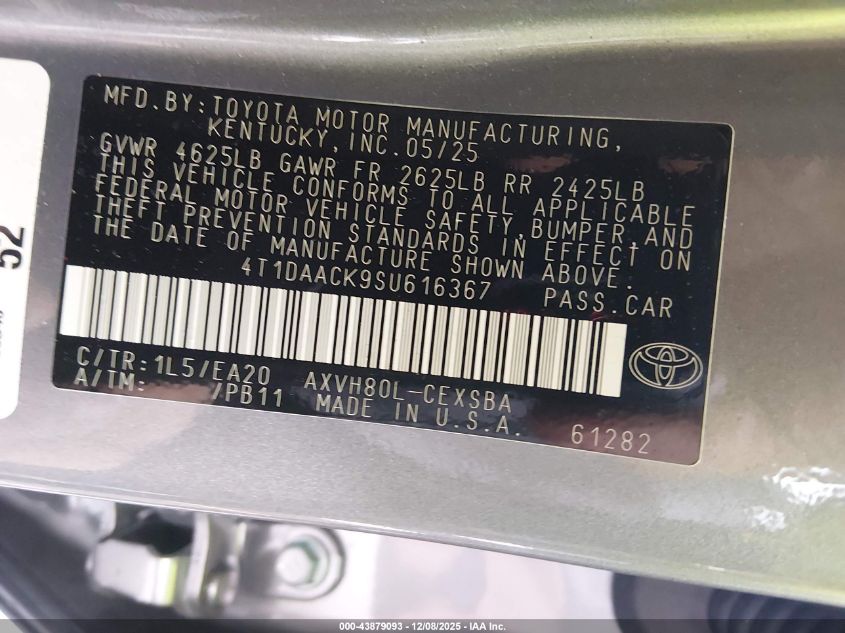 MFD.BY:TOYOTA MOTOR MANUFACTURING,
KENTUCKY,INC.05/25
GVWR 4625LB GAWR FR 2625LB RR 2425LB
THIS VEHICLE CONFORMS TO ALL APPLICABLE
FEDERAL MOTOR VEHICLE SAFETY,BUMPER,AND
THEFT PREVENTION STANDARDS IN EFFECT ON
THE DATE OF MANUFACTURE SHOWN ABOVE.
4T1DAACK9SU616367 PASS.CAR
C/TR:1L5/EA20 AXVH80L-CEXSBA
A/TM: /PB11 MADE IN U.S.A.
61282
52
000-43879093 - 12/08/2025 - IAA Inc.